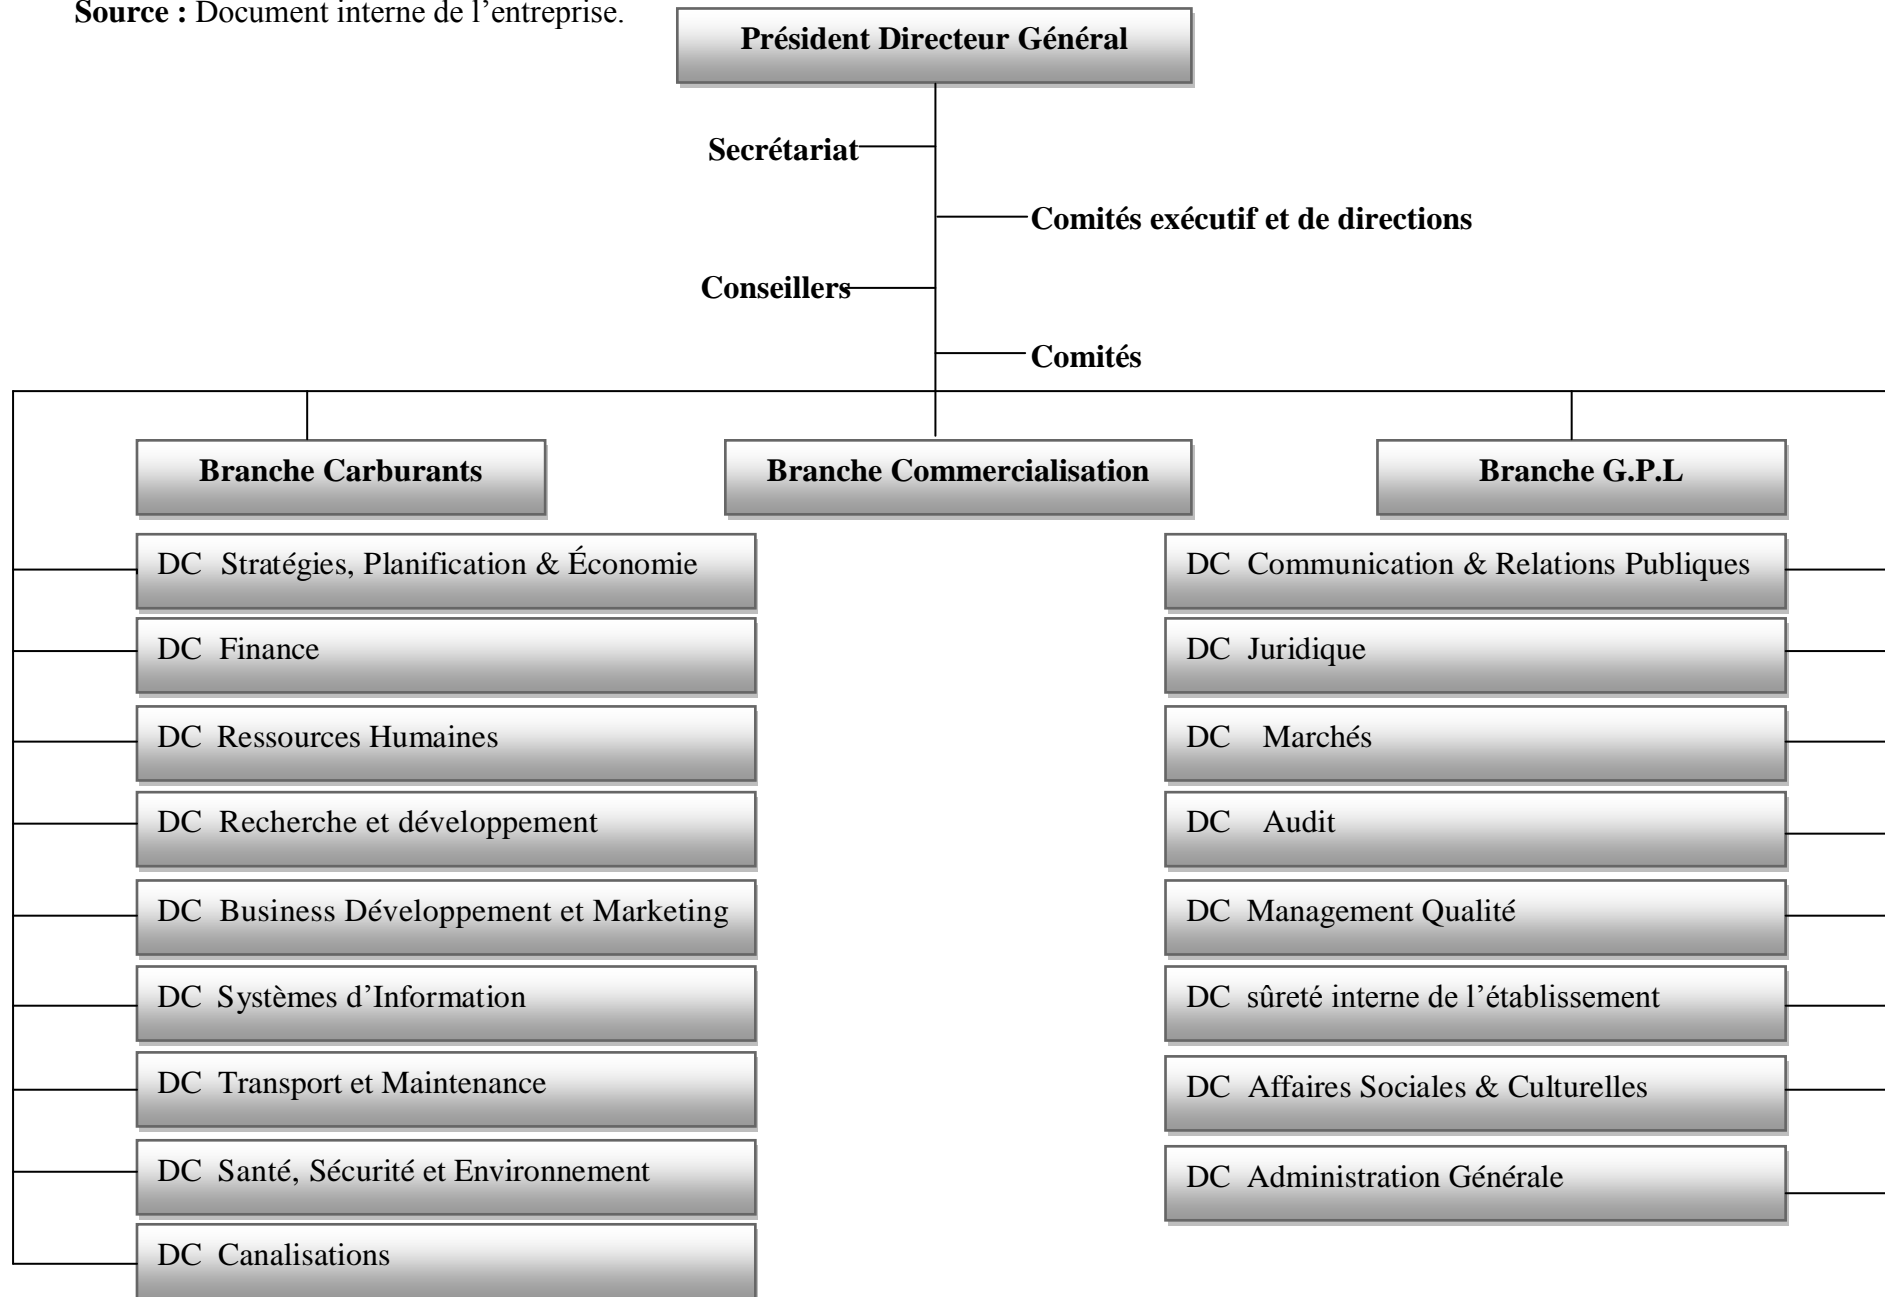 Source : Document interne de l’entreprise.
Président Directeur Général
Secrétariat
Comités exécutif et de directions
Conseillers
Comités
Branche Carburants
Branche Commercialisation
Branche G.P.L
DC Stratégies, Planification & Économie
DC Finance
DC Ressources Humaines
DC Recherche et développement
DC Business Développement et Marketing
DC Systèmes d’Information
DC Transport et Maintenance
DC Santé, Sécurité et Environnement
DC Canalisations
DC Communication & Relations Publiques
DC Juridique
DC Marchés
DC Audit
DC Management Qualité
DC sûreté interne de l’établissement
DC Affaires Sociales & Culturelles
DC Administration Générale